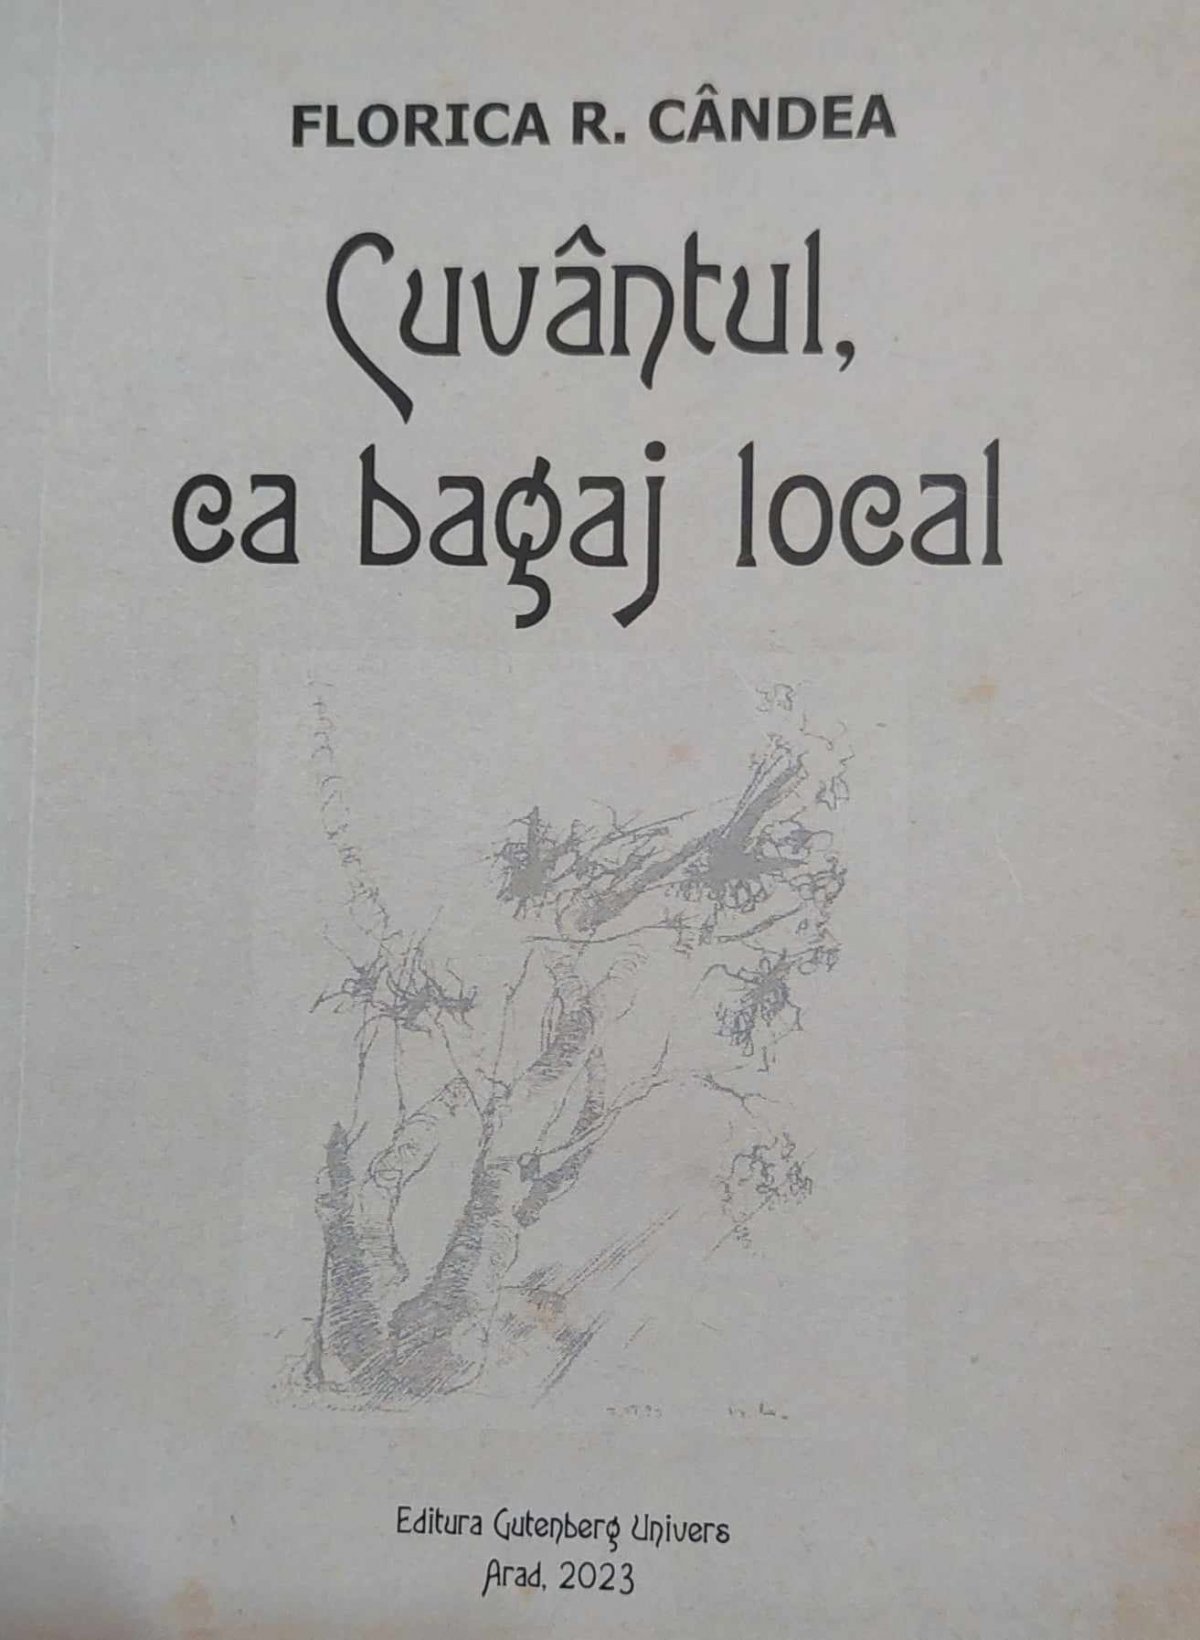 FLORICA R. CÂNDEA
Cuvântul,
ca bagaj local
Editura Gutenberg Univers
Arad, 2023